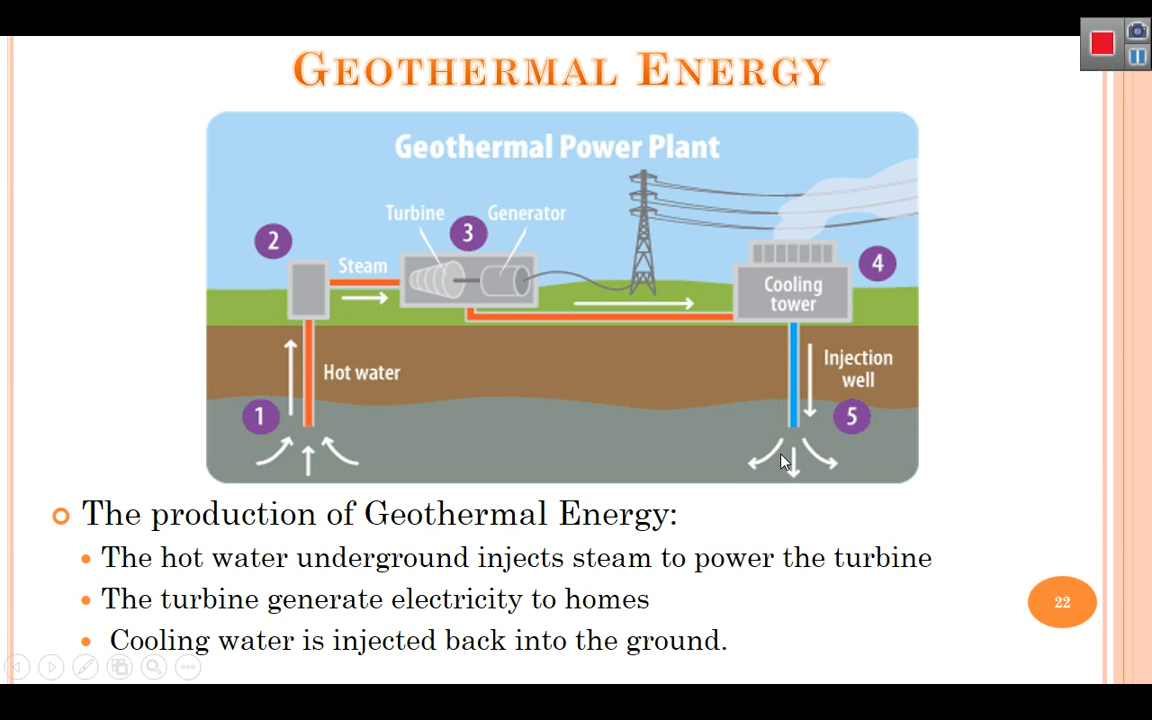 GEOTHERMAL ENERGY
Geothermal Power Plant
Turbine
3
Generator
2
Steam
4
Cooling
tower
Hot water
Injection
well
1
5
The production of Geothermal Energy:
The hot water underground injects steam to power the turbine
The turbine generate electricity to homes
Cooling water is injected back into the ground.
22